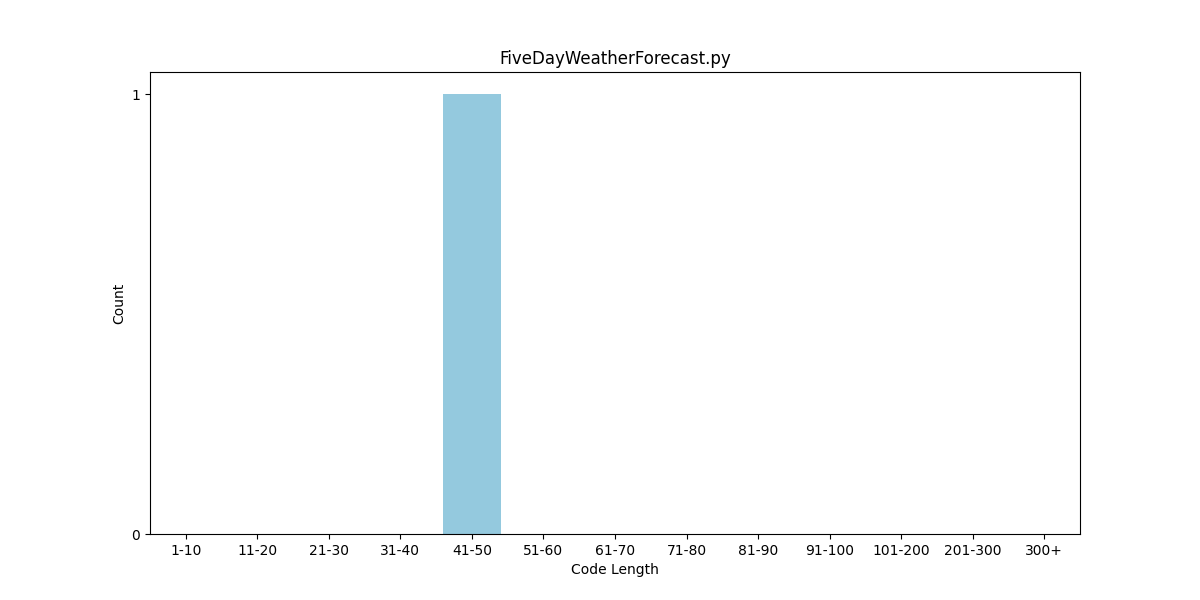 FiveDayWeatherForecast.py
1
Count
0
1-10 11-20 21-30 31-40 41-50 51-60 61-70 71-80 81-90 91-100 101-200 201-300 300+
Code Length